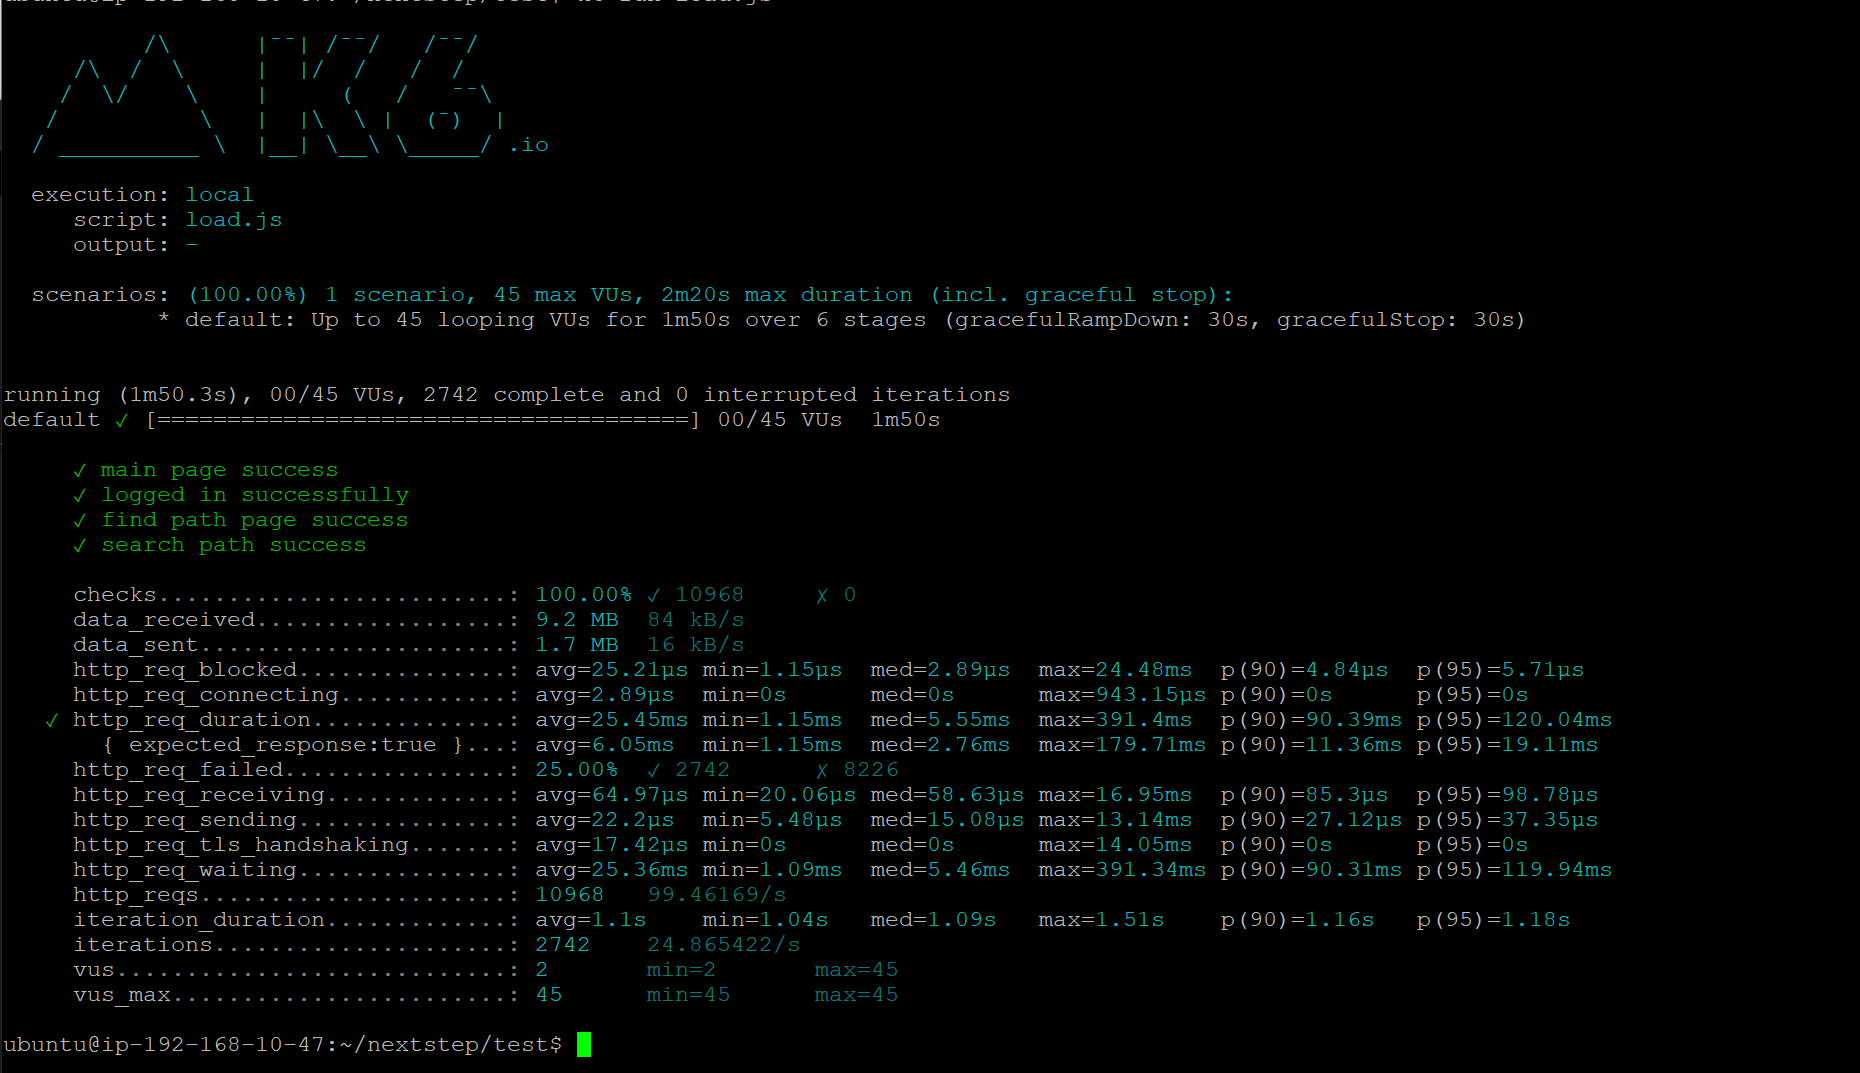 /\      |‾‾| /‾‾/   /‾‾/
     /\  /  \     |  |/  /   /  /
    /  \/    \    |     (   /   ‾‾\
   /          \   |  |\  \ |  (‾)  |
  / __________ \  |__| \__\ \_____/ .io

  execution: local
     script: load.js
     output: -

  scenarios: (100.00%) 1 scenario, 45 max VUs, 2m20s max duration (incl. graceful stop):
           * default: Up to 45 looping VUs for 1m50s over 6 stages (gracefulRampDown: 30s, gracefulStop: 30s)

running (1m50.3s), 00/45 VUs, 2742 complete and 0 interrupted iterations
default ✓ [======================================] 00/45 VUs  1m50s

     ✓ main page success
     ✓ logged in successfully
     ✓ find path page success
     ✓ search path success

     checks.........................: 100.00% ✓ 10968     ✗ 0
     data_received..................: 9.2 MB  84 kB/s
     data_sent......................: 1.7 MB  16 kB/s
     http_req_blocked...............: avg=25.21µs min=1.15µs  med=2.89µs  max=24.48ms  p(90)=4.84µs  p(95)=5.71µs
     http_req_connecting............: avg=2.89µs  min=0s      med=0s      max=943.15µs p(90)=0s      p(95)=0s
   ✓ http_req_duration..............: avg=25.45ms min=1.15ms  med=5.55ms  max=391.4ms  p(90)=90.39ms p(95)=120.04ms
       { expected_response:true }...: avg=6.05ms  min=1.15ms  med=2.76ms  max=179.71ms p(90)=11.36ms p(95)=19.11ms
     http_req_failed................: 25.00%  ✓ 2742      ✗ 8226
     http_req_receiving.............: avg=64.97µs min=20.06µs med=58.63µs max=16.95ms  p(90)=85.3µs  p(95)=98.78µs
     http_req_sending...............: avg=22.2µs  min=5.48µs  med=15.08µs max=13.14ms  p(90)=27.12µs p(95)=37.35µs
     http_req_tls_handshaking.......: avg=17.42µs min=0s      med=0s      max=14.05ms  p(90)=0s      p(95)=0s
     http_req_waiting...............: avg=25.36ms min=1.09ms  med=5.46ms  max=391.34ms p(90)=90.31ms p(95)=119.94ms
     http_reqs......................: 10968   99.46169/s
     iteration_duration.............: avg=1.1s    min=1.04s   med=1.09s   max=1.51s    p(90)=1.16s   p(95)=1.18s
     iterations.....................: 2742    24.865422/s
     vus............................: 2       min=2       max=45
     vus_max........................: 45      min=45      max=45

ubuntu@ip-192-168-10-47:~/nextstep/test$